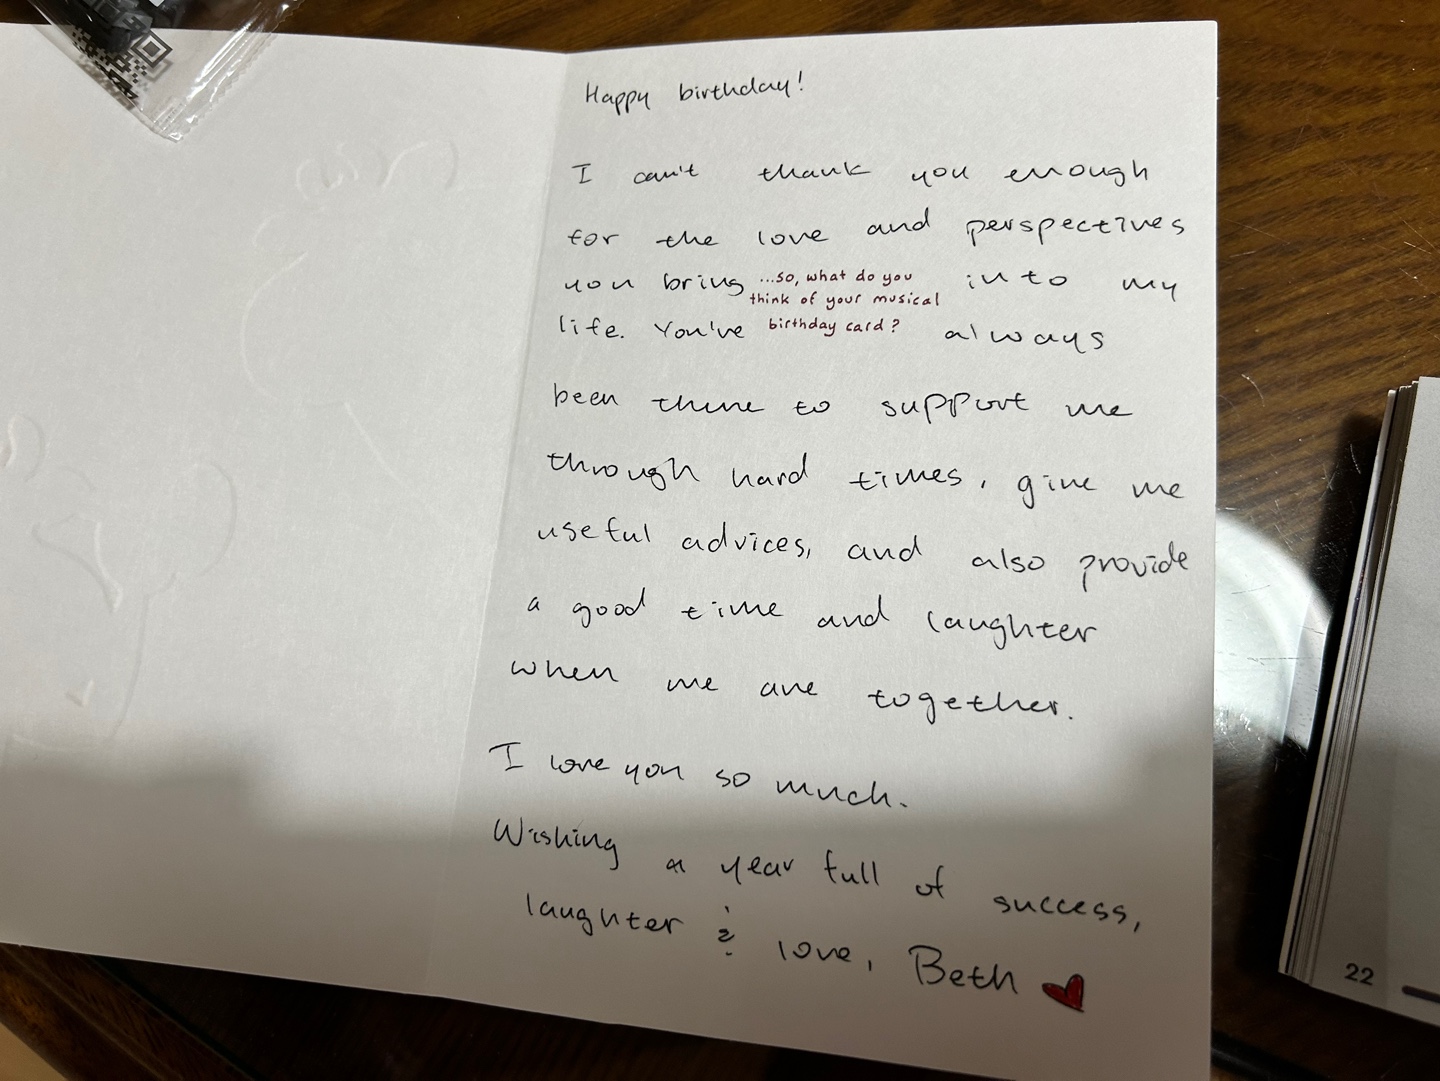 Happy birthday!
I can't thank you enough
for the love and perspectives
you bring into my
...so, what do you
think of your musical
birthday card?
life. You've always
been there to support me
through hard times, give me
useful advices, and also provide
a good time and laughter
when we are together.
I love you so much.
Wishing a year full of success,
laughter & love, Beth
22